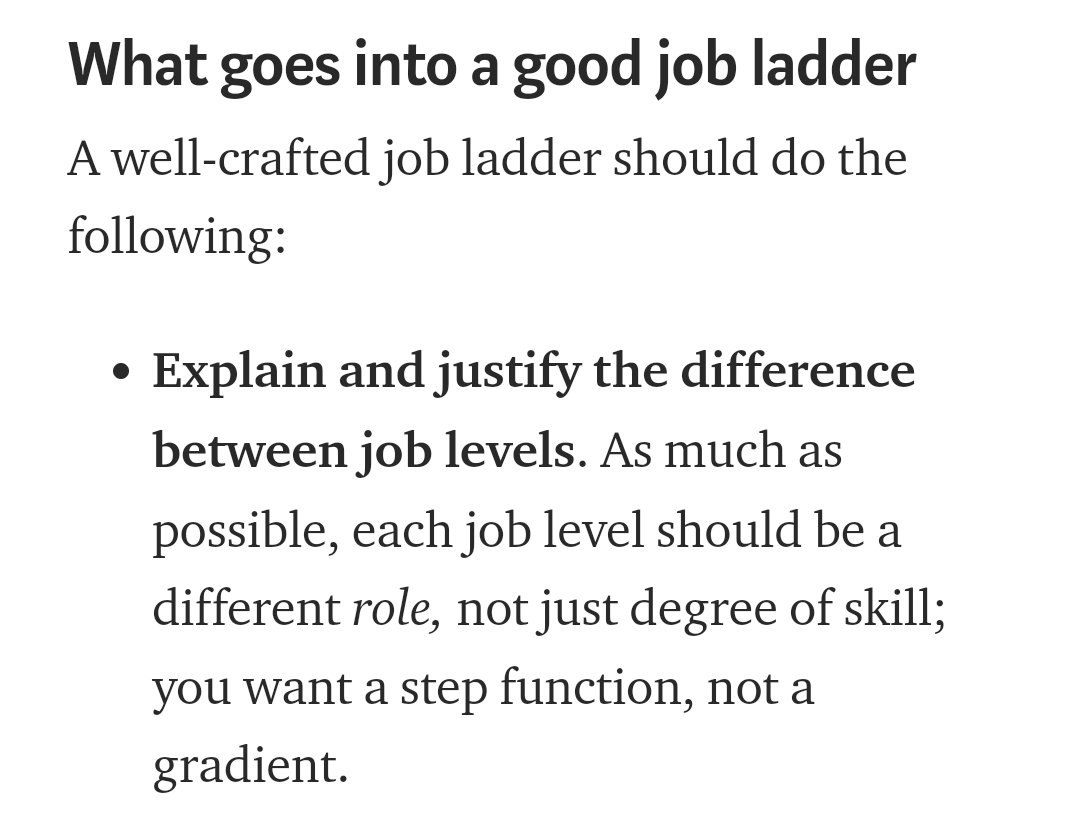 What goes into a good job ladder
A well-crafted job ladder should do the
following:
• Explain and justify the difference
between job levels. As much as
possible, each job level should be a
different role, not just degree of skill;
you want a step function, not a
gradient.